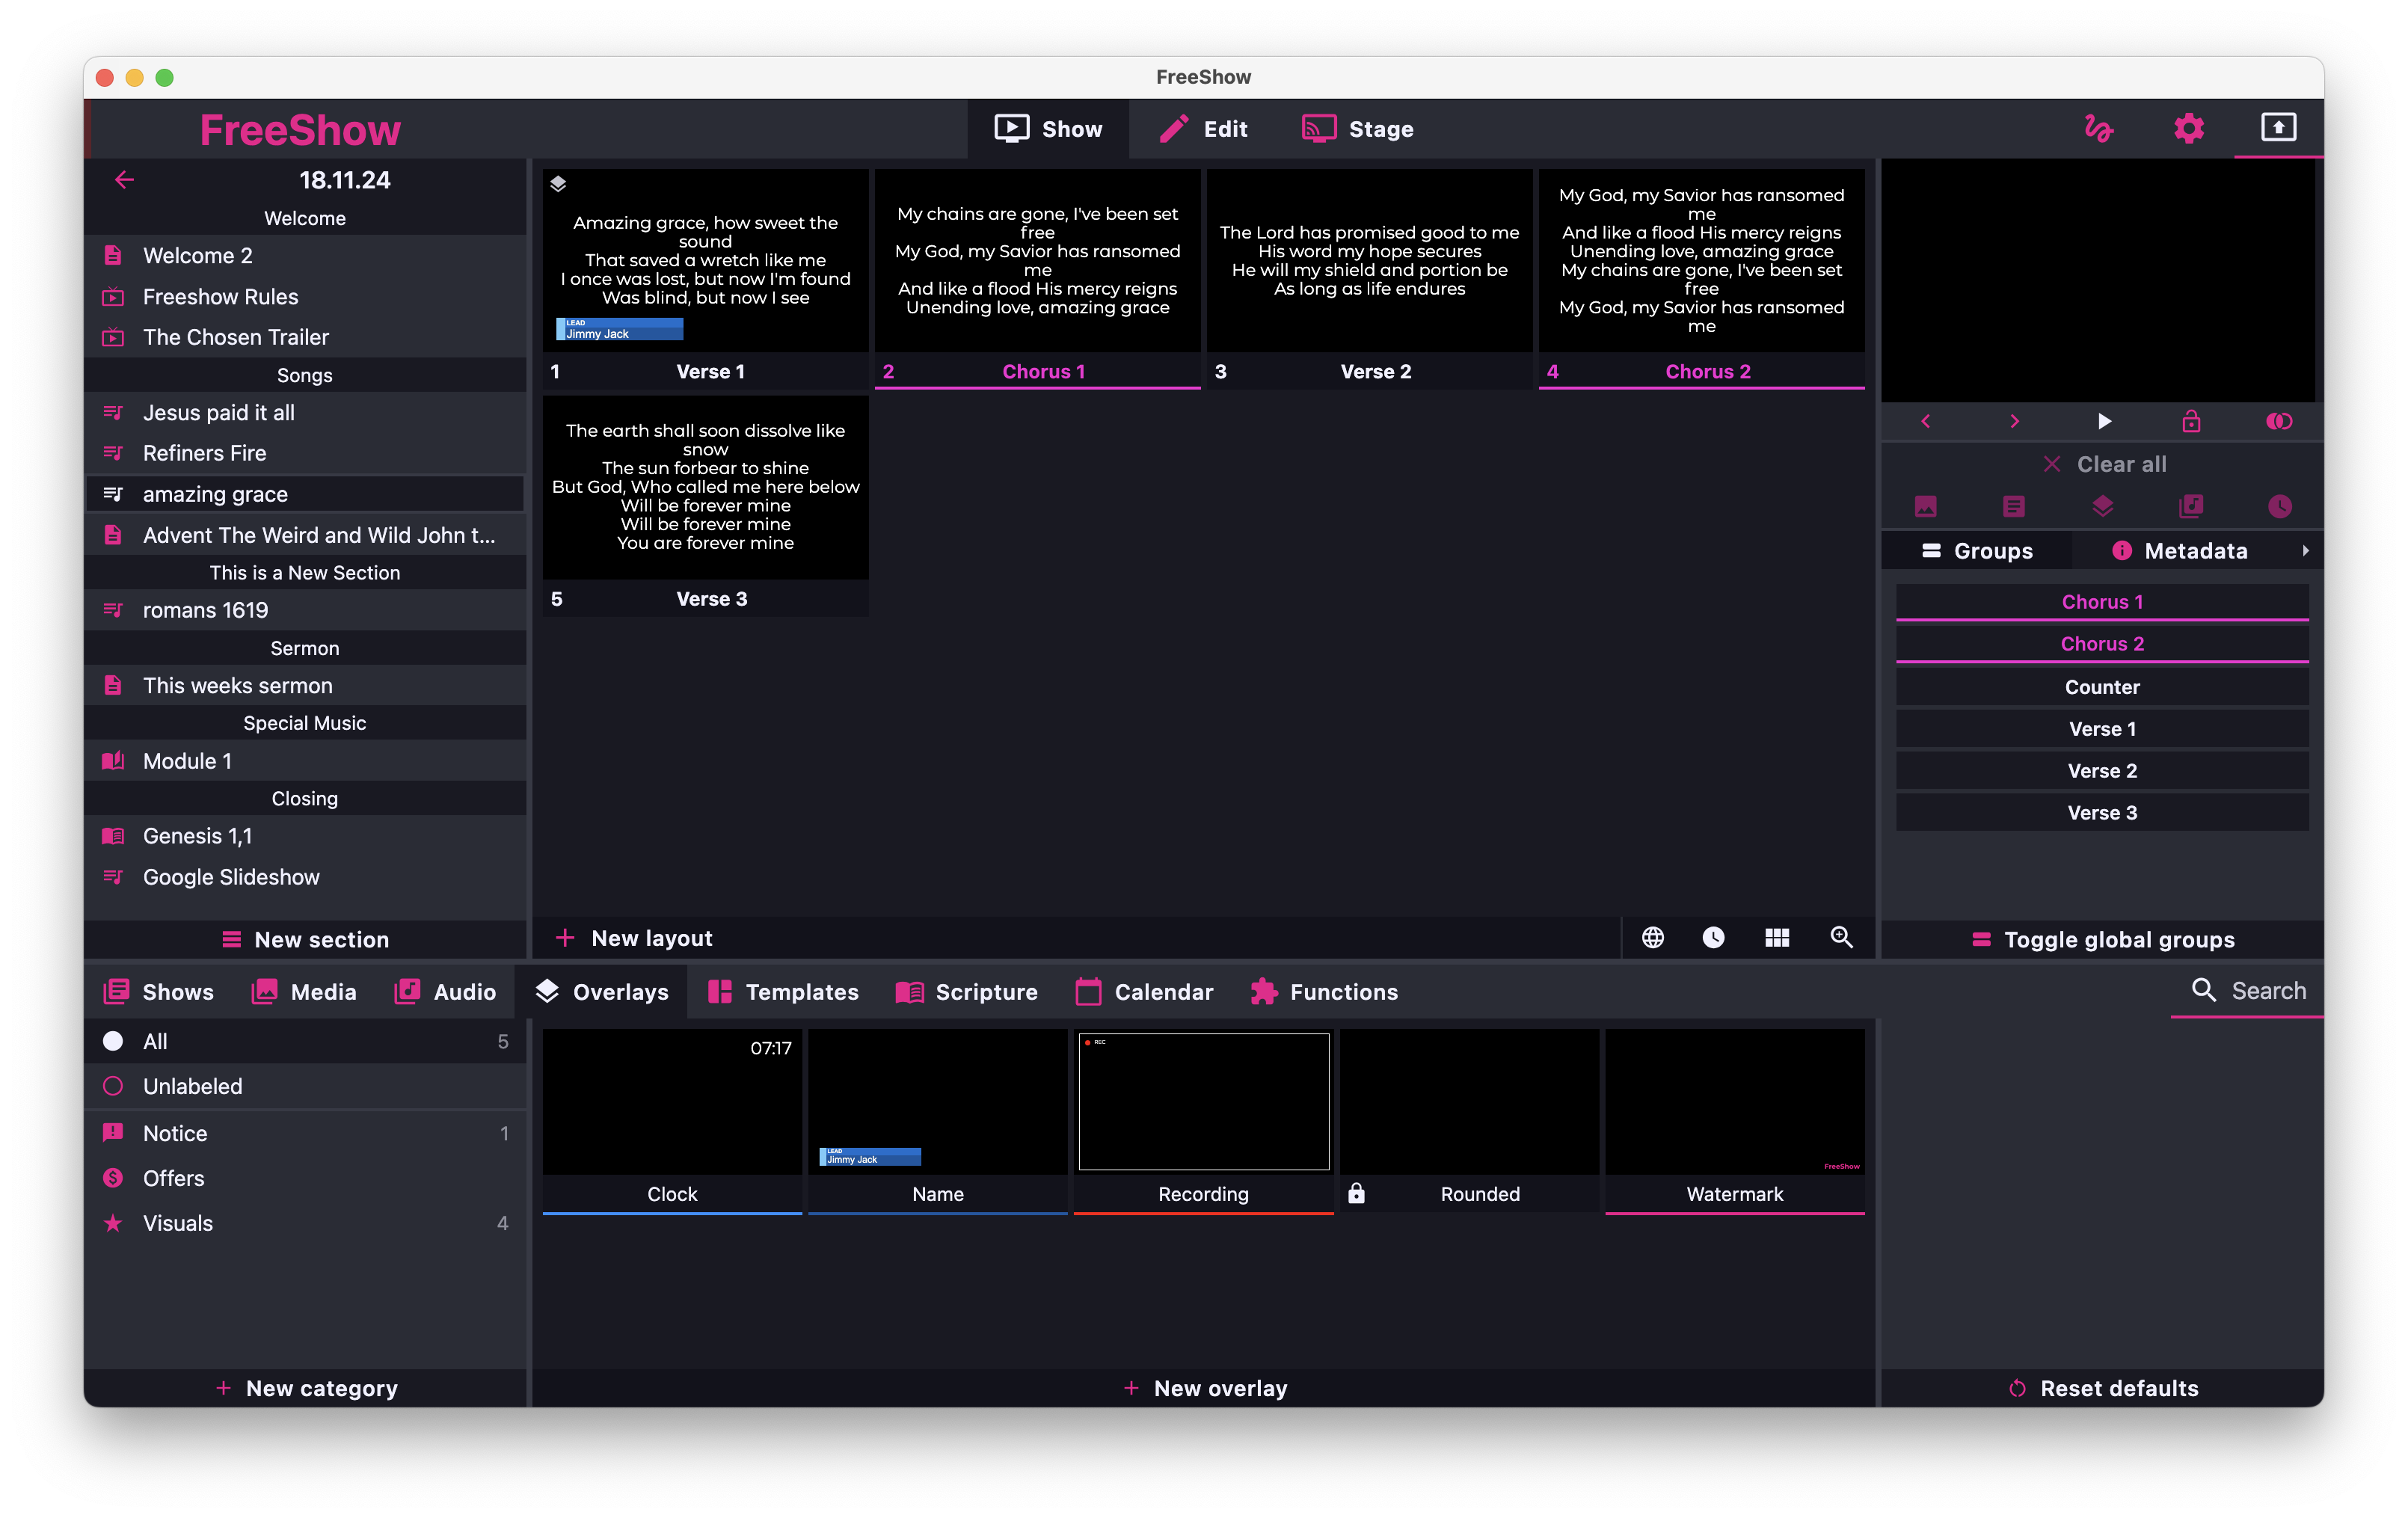 FreeShow
FreeShow
Show
Edit
Stage
18.11.24
Welcome
Welcome 2
Freeshow Rules
The Chosen Trailer
Songs
Jesus paid it all
Refiners Fire
amazing grace
Advent The Weird and Wild John t...
This is a New Section
romans 1619
Sermon
This weeks sermon
Special Music
Module 1
Closing
Genesis 1,1
Google Slideshow
New section
Amazing grace, how sweet the
sound
That saved a wretch like me
I once was lost, but now I'm found
Was blind, but now I see
LEAD
Jimmy Jack
1
Verse 1
My chains are gone, I've been set
free
My God, my Savior has ransomed
me
And like a flood His mercy reigns
Unending love, amazing grace
2
Chorus 1
The Lord has promised good to me
His word my hope secures
He will my shield and portion be
As long as life endures
3
Verse 2
My God, my Savior has ransomed
me
And like a flood His mercy reigns
Unending love, amazing grace
My chains are gone, I've been set
free
My God, my Savior has ransomed
me
4
Chorus 2
The earth shall soon dissolve like
snow
The sun forbear to shine
But God, Who called me here below
Will be forever mine
Will be forever mine
You are forever mine
5
Verse 3
New layout
Clear all
Groups
Metadata
Chorus 1
Chorus 2
Counter
Verse 1
Verse 2
Verse 3
Toggle global groups
Shows
Media
Audio
Overlays
Templates
Scripture
Calendar
Functions
Search
All
5
Unlabeled
Notice
1
Offers
Visuals
4
New category
07:17
Clock
LEAD
Jimmy Jack
Name
REC
Recording
Rounded
FreeShow
Watermark
New overlay
Reset defaults